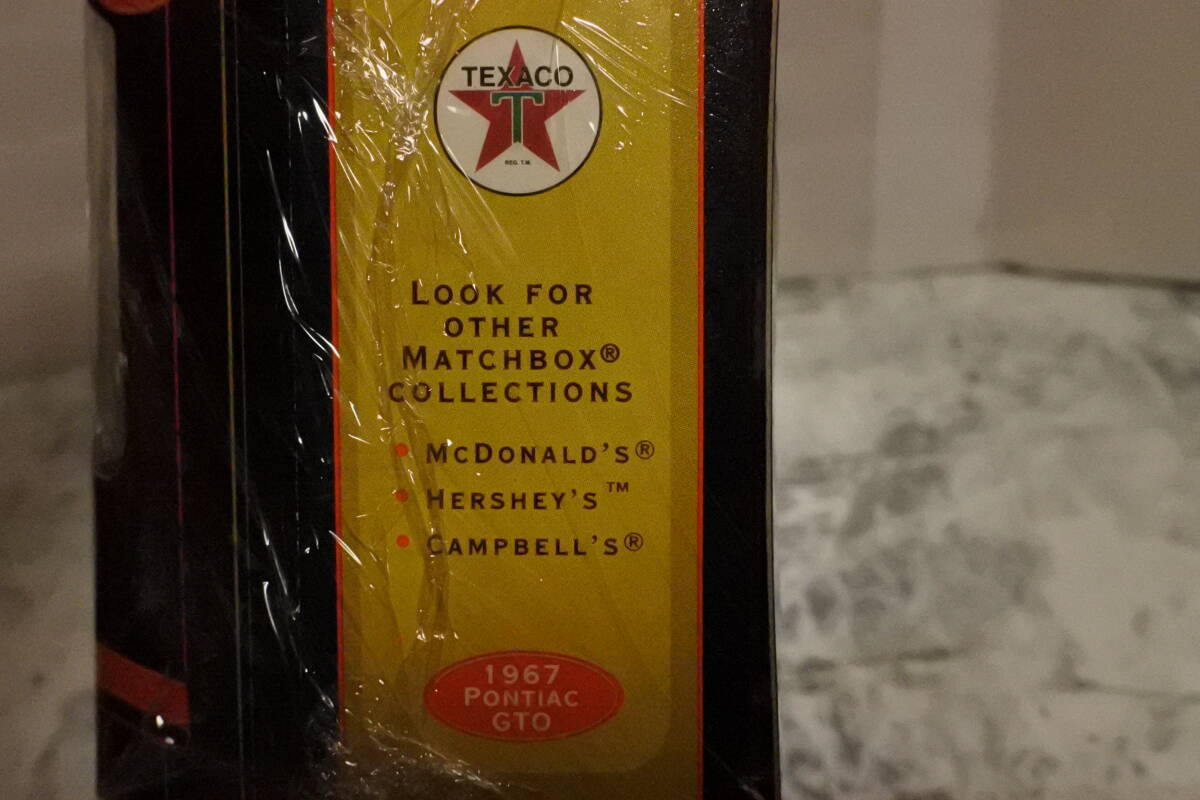 TEXACO
T
REG. T.M.
LOOK FOR
OTHER
MATCHBOX®
COLLECTIONS
• MCDONALD'S®
• HERSHEY'S™
• CAMPBELL'S®
1967
PONTIAC
GTO